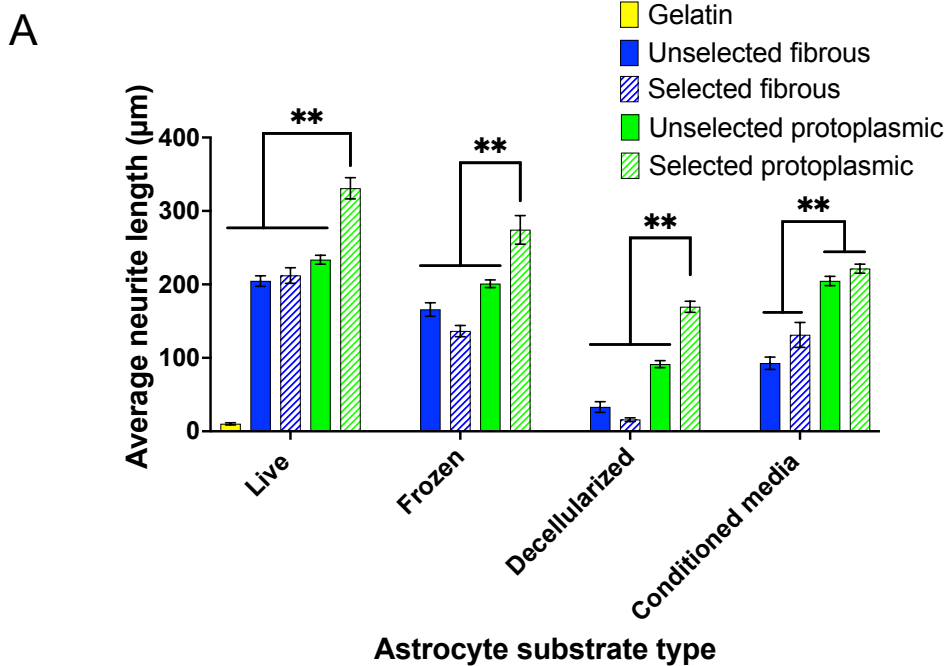 A
Gelatin
Unselected fibrous
Selected fibrous
Unselected protoplasmic
Selected protoplasmic
Average neurite length (µm)
400
300
200
100
0
**
**
**
**
Live
Frozen
Decellularized
Conditioned media
Astrocyte substrate type